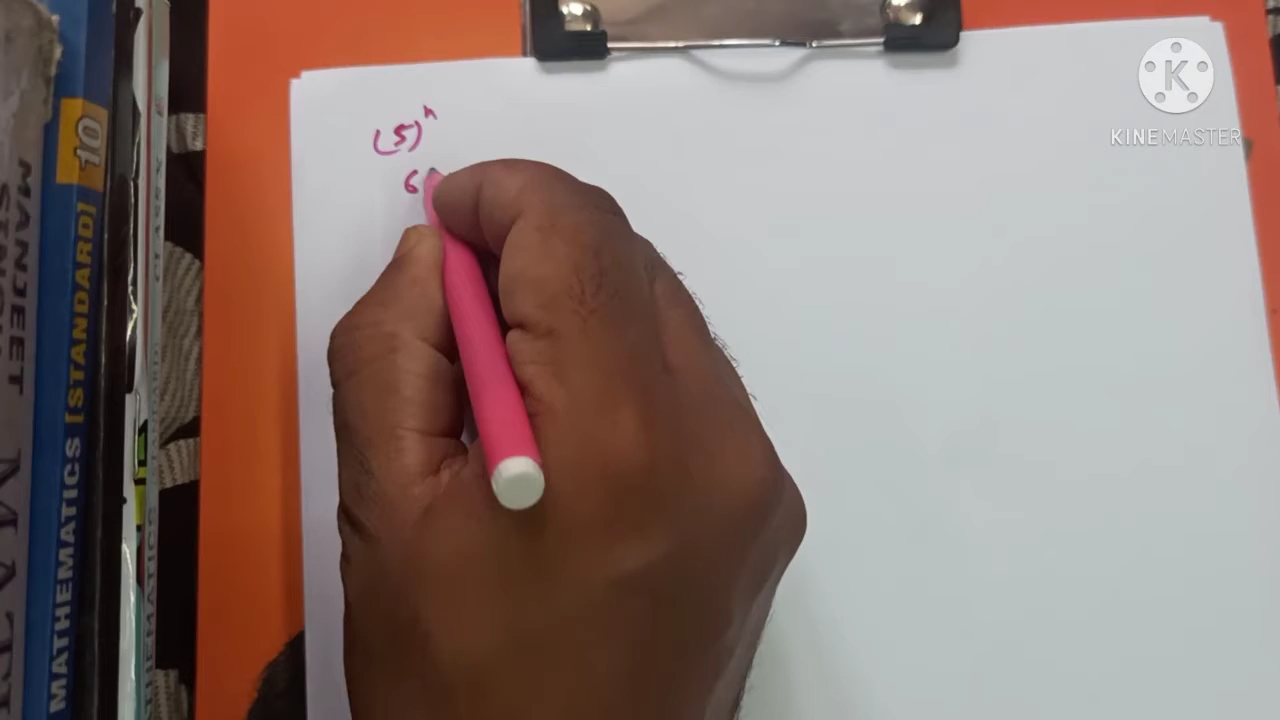 (5)ⁿ
6
K
KINEMASTER
10
MANJEET
MATHEMATICS [STANDARD]